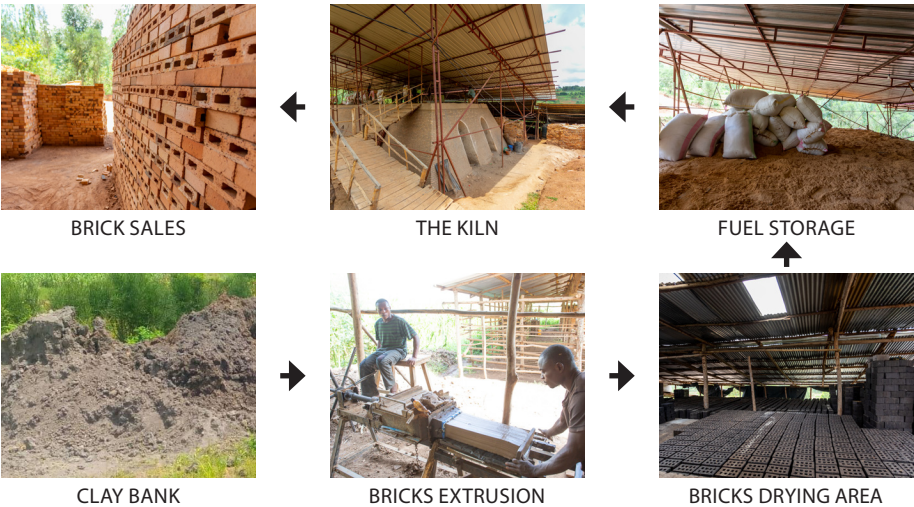 BRICK SALES
THE KILN
FUEL STORAGE
CLAY BANK
BRICKS EXTRUSION
BRICKS DRYING AREA